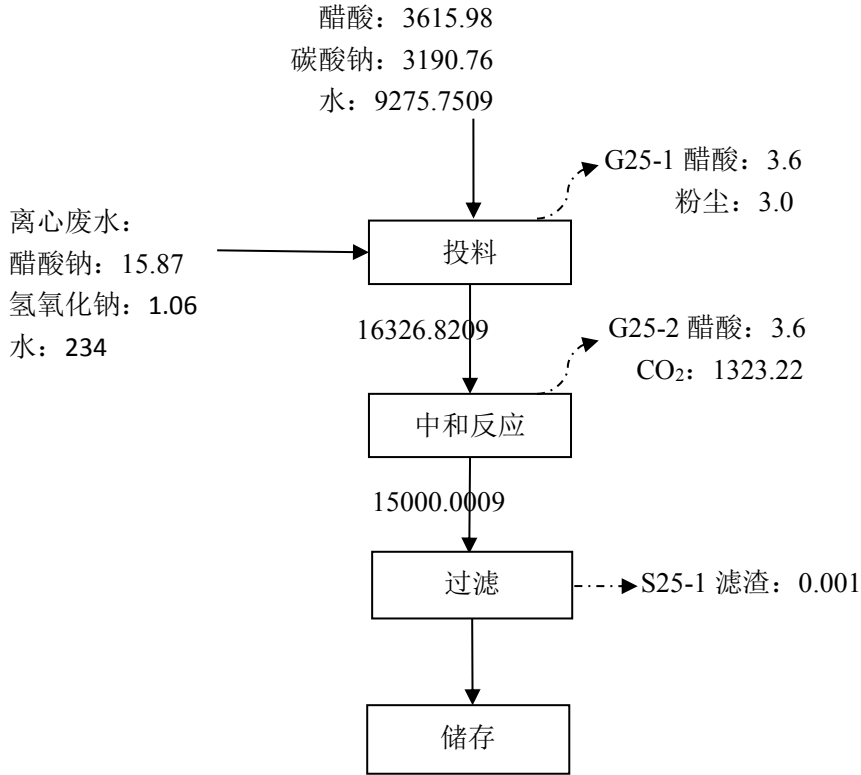 醋酸：3615.98
碳酸钠：3190.76
水：9275.7509
G25-1 醋酸：3.6
粉尘：3.0
离心废水：
醋酸钠：15.87
氢氧化钠：1.06
水：234
投料
16326.8209
G25-2 醋酸：3.6
CO₂：1323.22
中和反应
15000.0009
过滤
S25-1 滤渣：0.001
储存